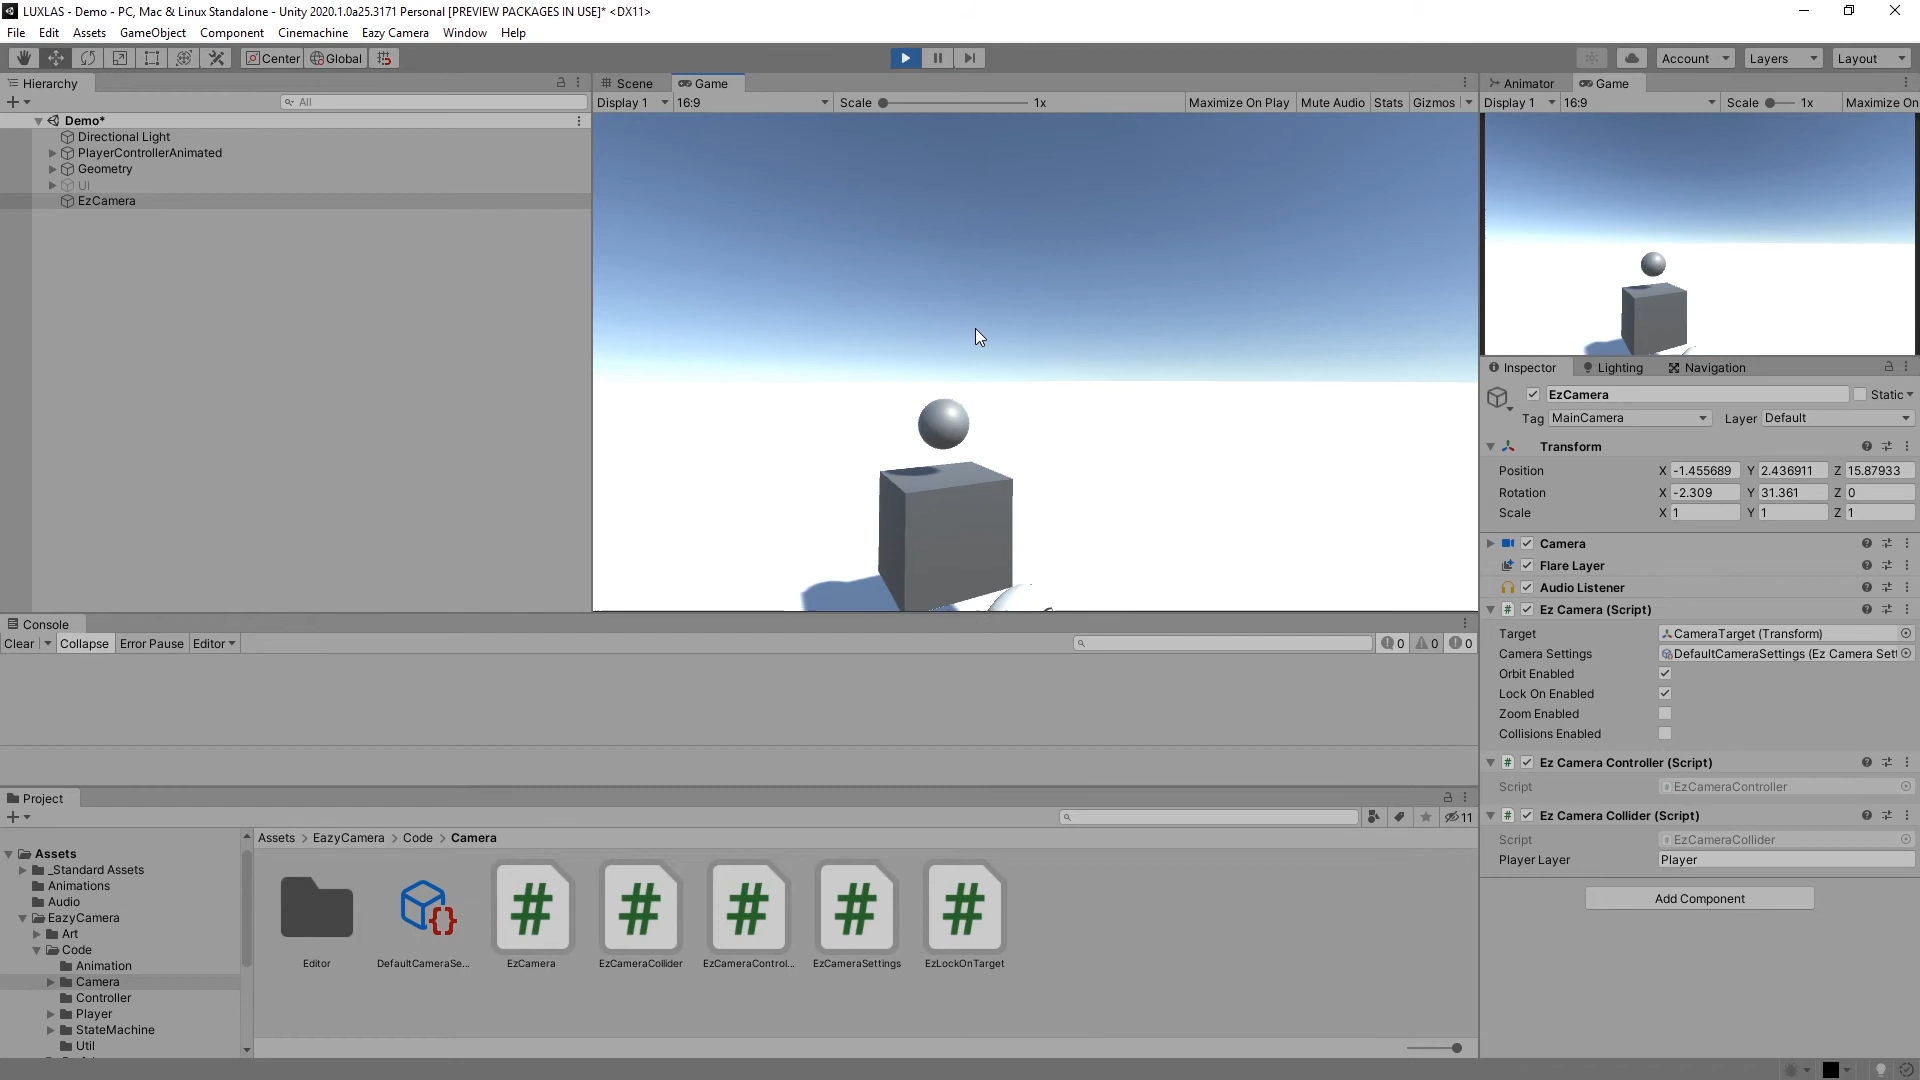 LUXLAS - Demo - PC, Mac & Linux Standalone - Unity 2020.1.0a25.3171 Personal [PREVIEW PACKAGES IN USE]* <DX11>
File Edit Assets GameObject Component Cinemachine Eazy Camera Window Help
Center Global Account Layers Layout
Hierarchy
All
Demo*
Directional Light
PlayerControllerAnimated
Geometry
UI
EzCamera
Scene Game
Display 1 16:9 Scale 1x Maximize On Play Mute Audio Stats Gizmos
Animator Game
Display 1 16:9 Scale 1x Maximize On
Inspector Lighting Navigation
EzCamera Static
Tag MainCamera Layer Default
Transform
Position X -1.455689 Y 2.436911 Z 15.87933
Rotation X -2.309 Y 31.361 Z 0
Scale X 1 Y 1 Z 1
Camera
Flare Layer
Audio Listener
# Ez Camera (Script)
Target CameraTarget (Transform)
Camera Settings DefaultCameraSettings (Ez Camera Sett
Orbit Enabled
Lock On Enabled
Zoom Enabled
Collisions Enabled
# Ez Camera Controller (Script)
Script EzCameraController
# Ez Camera Collider (Script)
Script EzCameraCollider
Player Layer Player
Add Component
Console
Clear Collapse Error Pause Editor 0 0 0
Project
11
Assets
_Standard Assets
Animations
Audio
EazyCamera
Art
Code
Animation
Camera
Controller
Player
StateMachine
Util
Assets > EazyCamera > Code > Camera
{} # # # # #
Editor DefaultCameraSe... EzCamera EzCameraCollider EzCameraControl... EzCameraSettings EzLockOnTarget